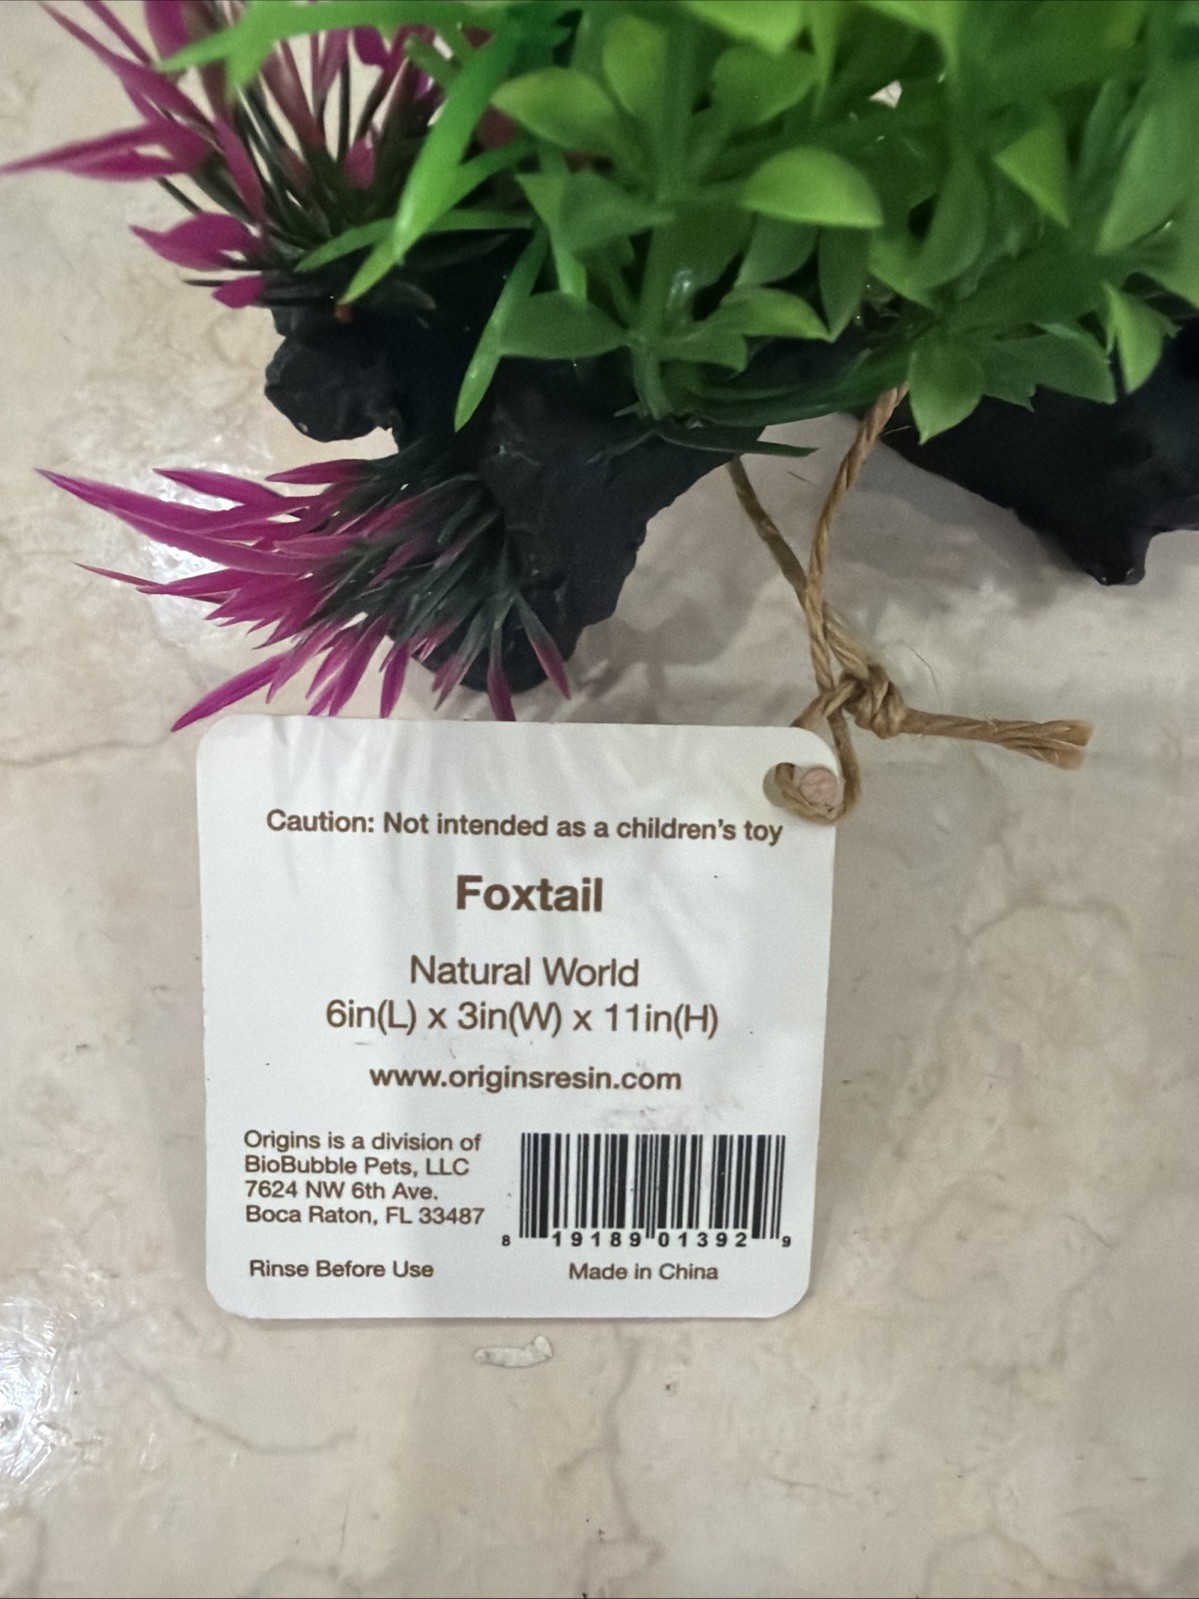 Caution: Not intended as a children's toy
Foxtail
Natural World
6in(L) x 3in(W) x 11in(H)
www.originsresin.com
Origins is a division of
BioBubble Pets, LLC
7624 NW 6th Ave.
Boca Raton, FL 33487
8 19189 01392 9
Rinse Before Use
Made in China